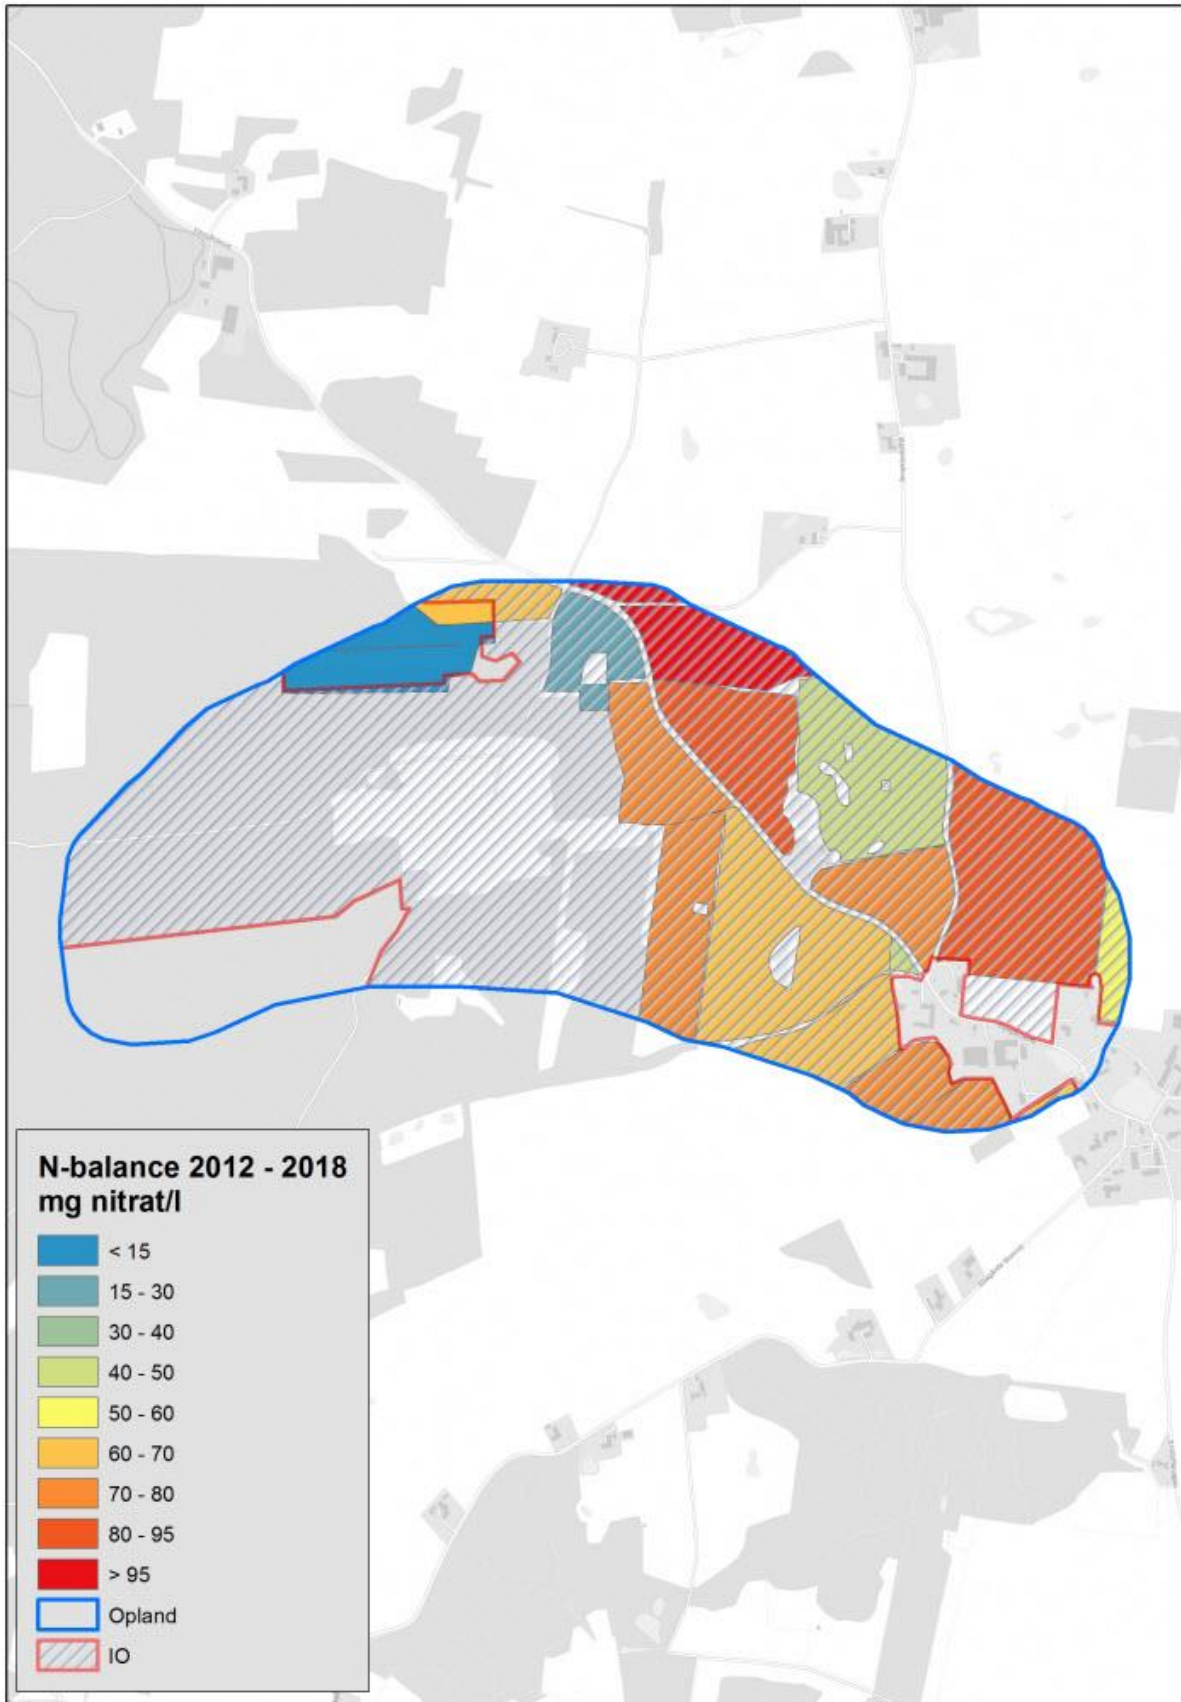 N-balance 2012 - 2018
mg nitrat/l
< 15
15 - 30
30 - 40
40 - 50
50 - 60
60 - 70
70 - 80
80 - 95
> 95
Opland
IO